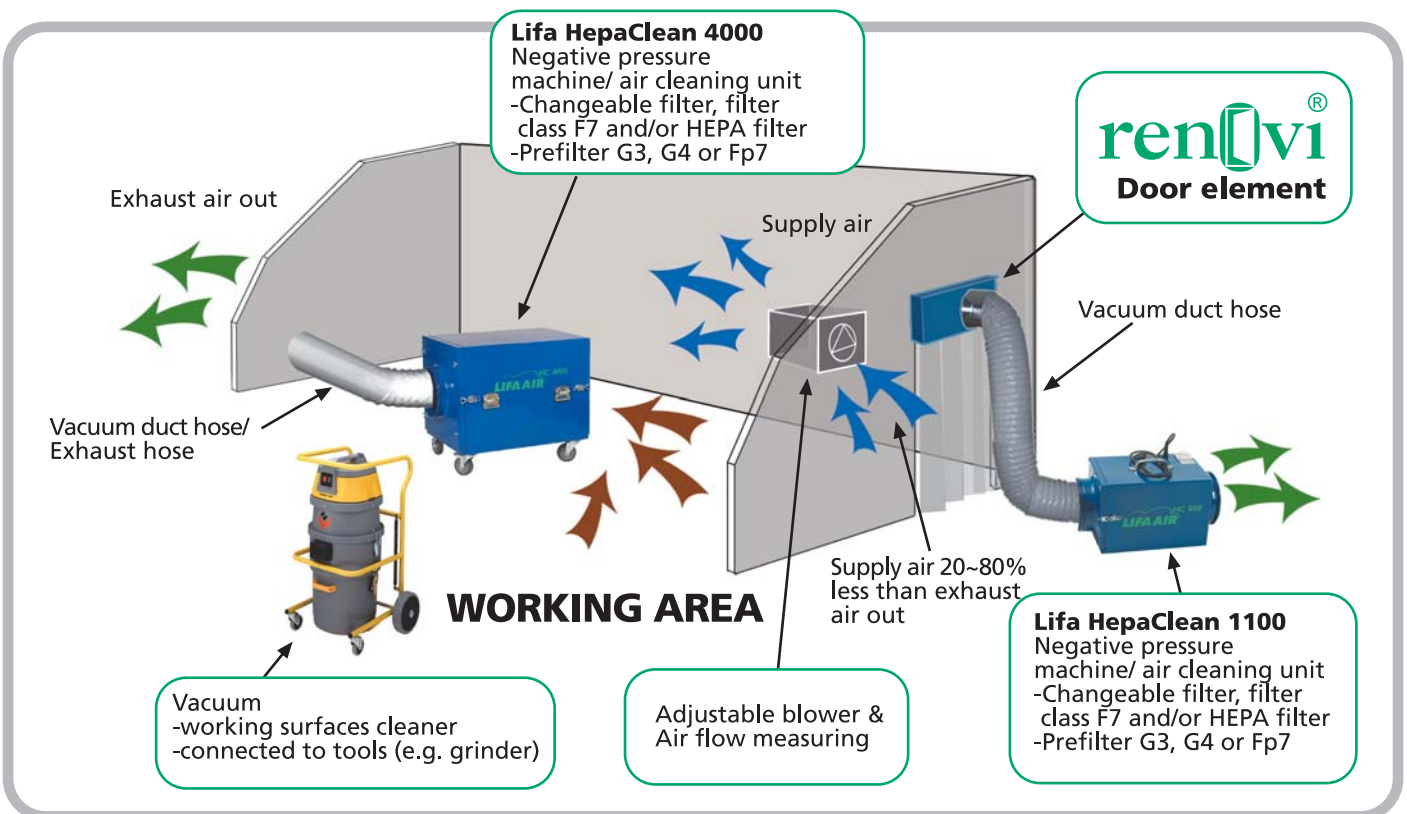 Lifa HepaClean 4000
Negative pressure
machine/ air cleaning unit
-Changeable filter, filter
class F7 and/or HEPA filter
-Prefilter G3, G4 or Fp7
renovi®
Door element
Exhaust air out
Supply air
Vacuum duct hose
LIFA AIR HC 4000
Vacuum duct hose/
Exhaust hose
LIFA AIR
WORKING AREA
Supply air 20~80%
less than exhaust
air out
Vacuum
-working surfaces cleaner
-connected to tools (e.g. grinder)
Adjustable blower &
Air flow measuring
Lifa HepaClean 1100
Negative pressure
machine/ air cleaning unit
-Changeable filter, filter
class F7 and/or HEPA filter
-Prefilter G3, G4 or Fp7